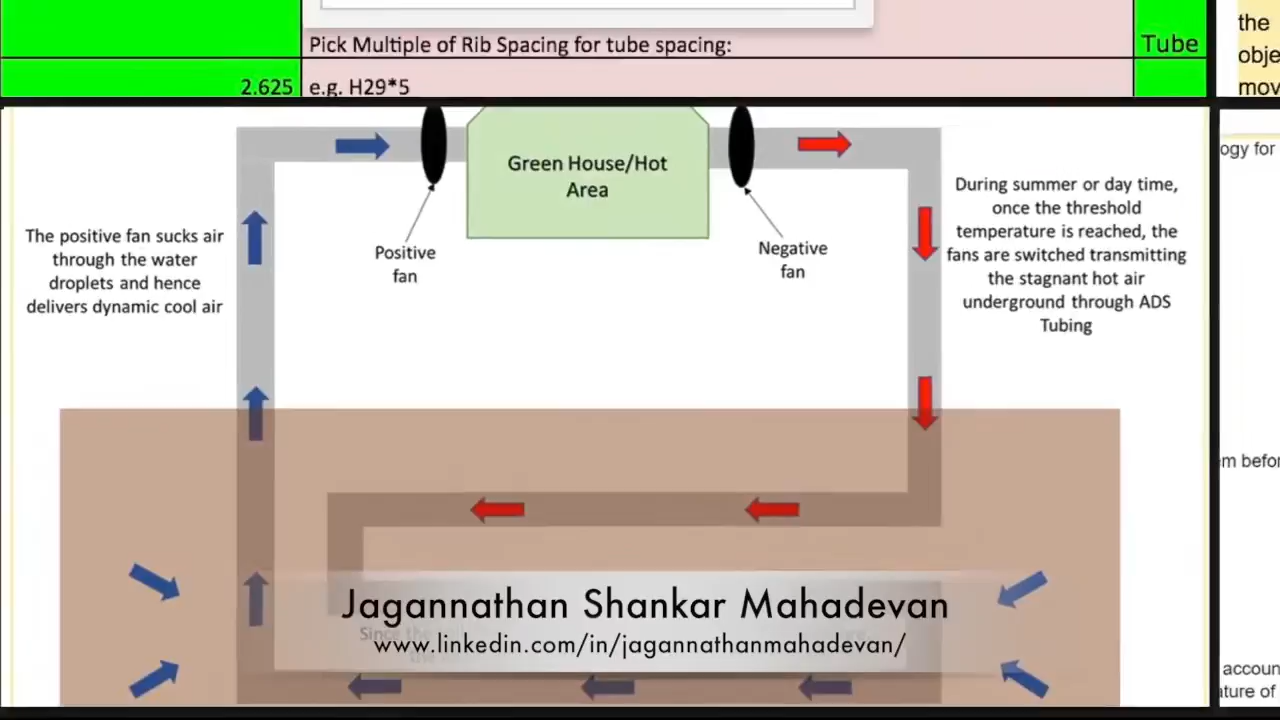 the
Pick Multiple of Rib Spacing for tube spacing:
Tube
obje
2.625
e.g. H29*5
mov
Green House/Hot
Area
ogy for
During summer or day time,
once the threshold
temperature is reached, the
fans are switched transmitting
the stagnant hot air
underground through ADS
Tubing
The positive fan sucks air
through the water
droplets and hence
delivers dynamic cool air
Positive
fan
Negative
fan
m befor
Jagannathan Shankar Mahadevan
Since the
www.linkedin.com/in/jagannathanmahadevan/
accoun
ature of